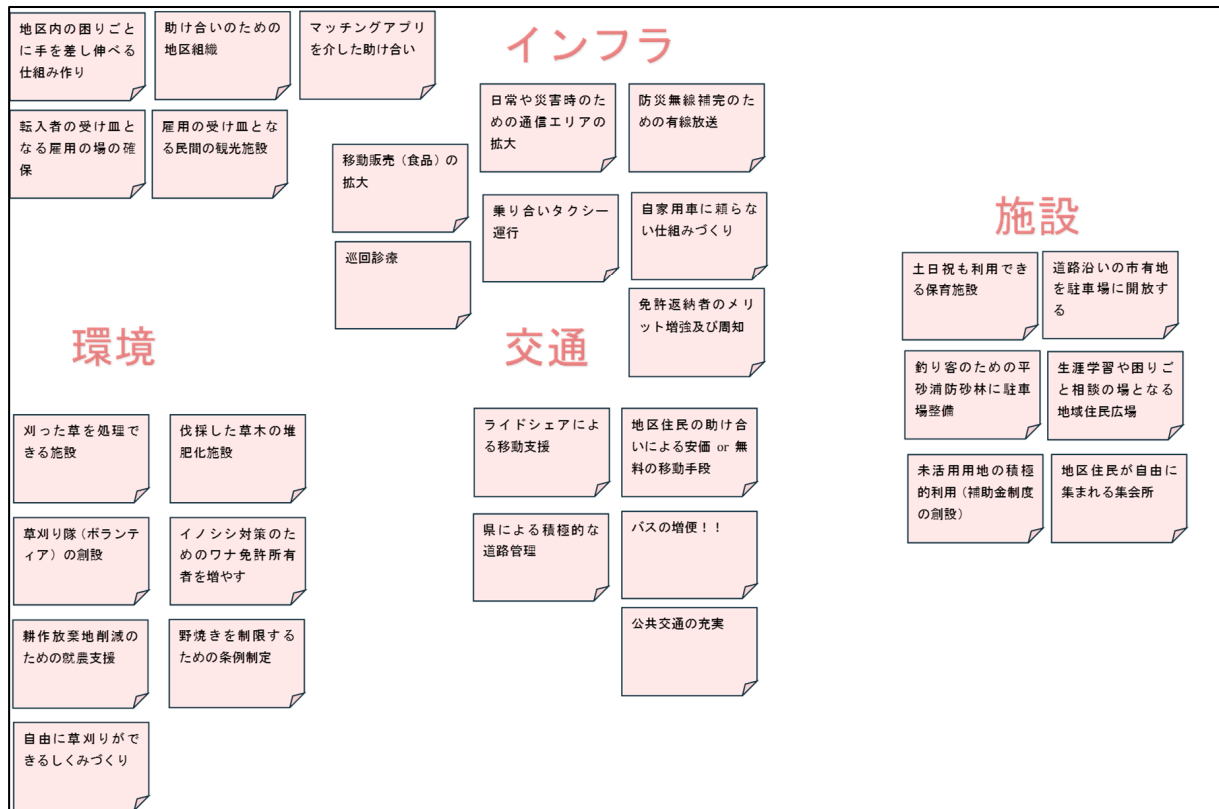 地区内の困りごと
に手を差し伸べる
仕組み作り
助け合いのための
地区組織
マッチングアプリ
を介した助け合い
転入者の受け皿と
なる雇用の場の確
保
雇用の受け皿とな
る民間の観光施設
インフラ
日常や災害時のた
めの通信エリアの
拡大
防災無線補完のた
めの有線放送
移動販売（食品）の
拡大
巡回診療
乗り合いタクシー
運行
自家用車に頼らな
い仕組みづくり
免許返納者のメリ
ット増強及び周知
施設
土日祝も利用でき
る保育施設
道路沿いの市有地
を駐車場に開放す
る
釣り客のための平
砂浦防砂林に駐車
場整備
生涯学習や困りご
と相談の場となる
地域住民広場
未活用用地の積極
的利用（補助金制度
の創設）
地区住民が自由に
集まれる集会所
環境
刈った草を処理で
きる施設
伐採した草木の堆
肥化施設
草刈り隊（ボランテ
ィア）の創設
イノシシ対策のた
めのワナ免許所有
者を増やす
耕作放棄地削減の
ための就農支援
野焼きを制限する
ための条例制定
自由に草刈りがで
きるしくみづくり
交通
ライドシェアによ
る移動支援
地区住民の助け合
いによる安価 or 無
料の移動手段
県による積極的な
道路管理
バスの増便！！
公共交通の充実